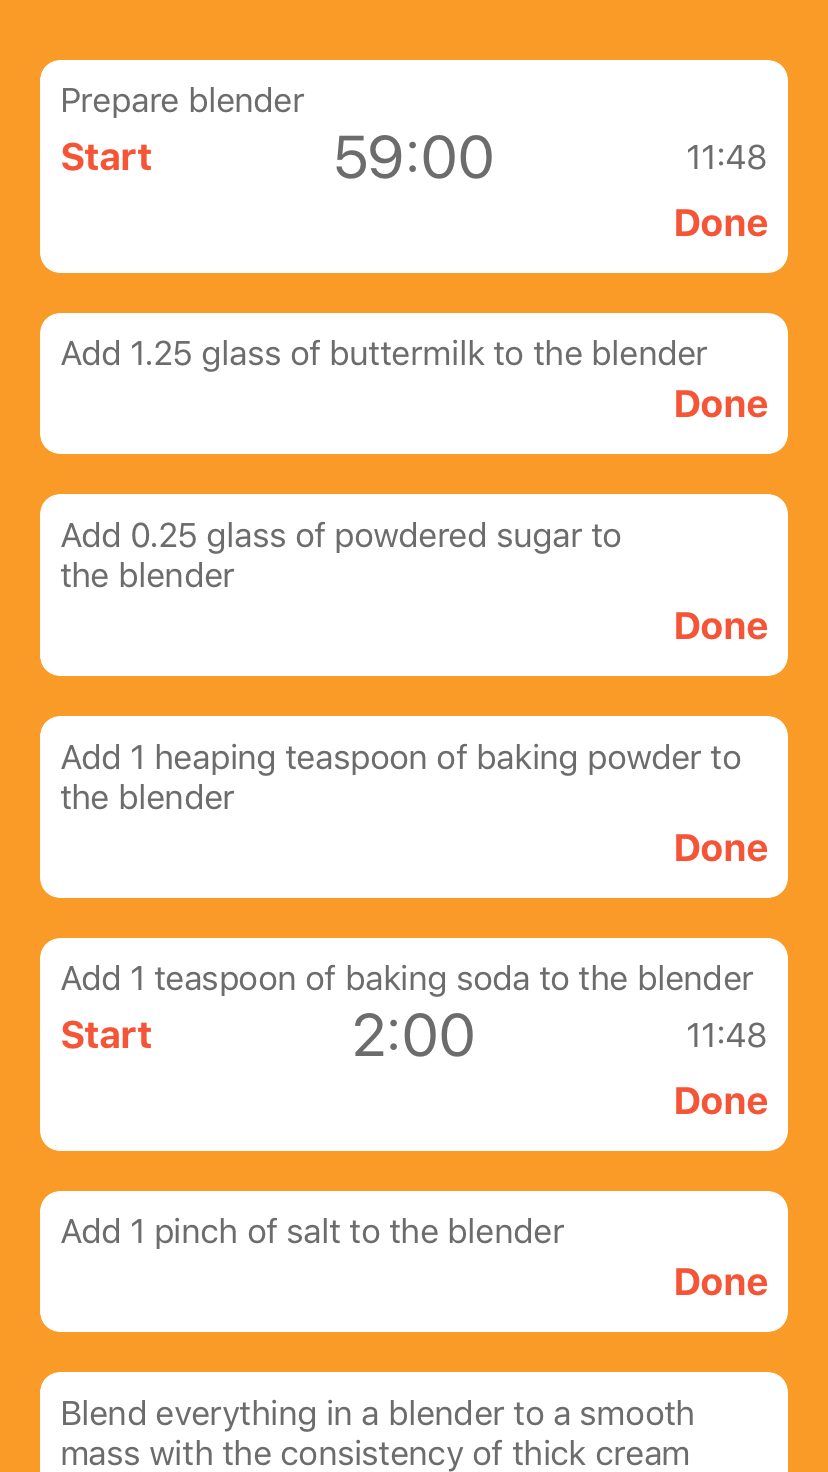 Prepare blender
Start 59:00 11:48
Done
Add 1.25 glass of buttermilk to the blender
Done
Add 0.25 glass of powdered sugar to
the blender
Done
Add 1 heaping teaspoon of baking powder to
the blender
Done
Add 1 teaspoon of baking soda to the blender
Start 2:00 11:48
Done
Add 1 pinch of salt to the blender
Done
Blend everything in a blender to a smooth
mass with the consistency of thick cream